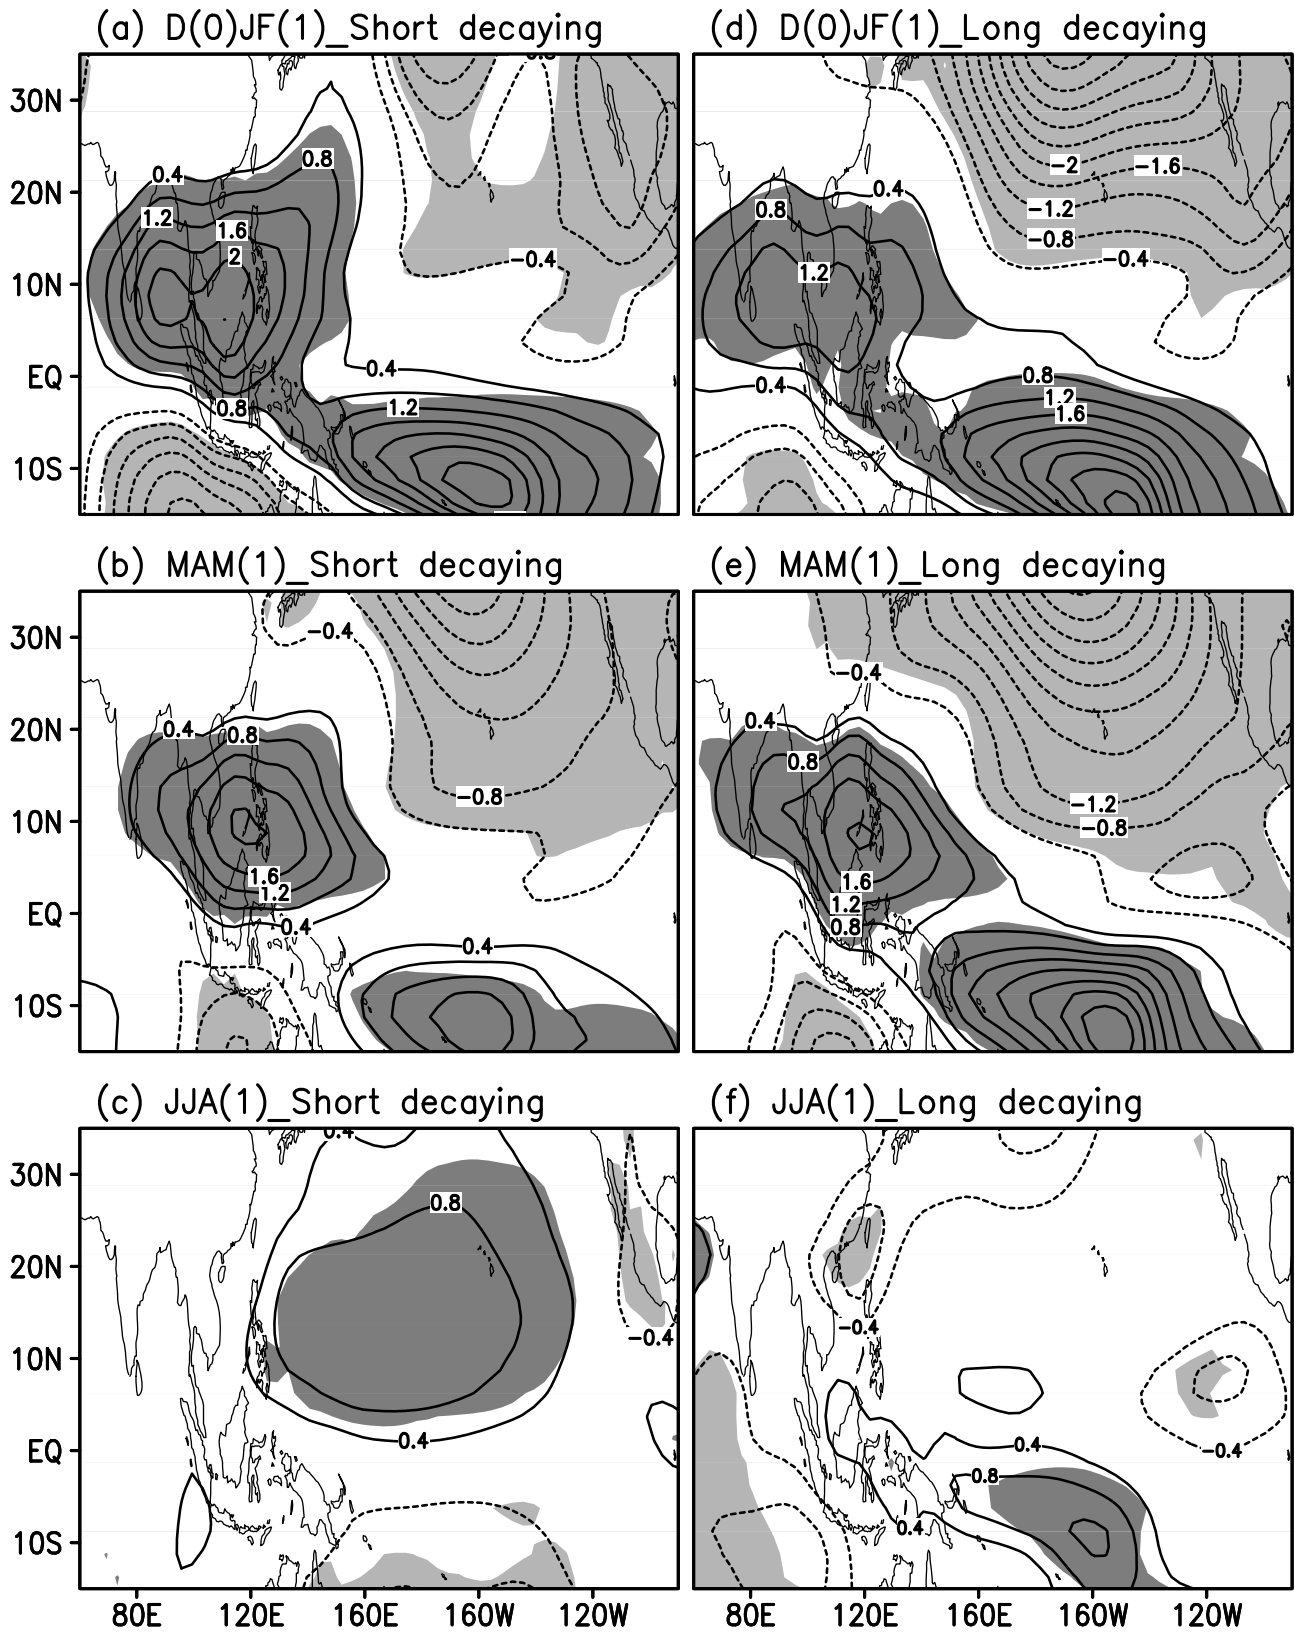 (a) D(0)JF(1)_Short decaying
30N
20N
10N
EQ
10S
0.4
0.8
1.2
1.6
2
-0.4
0.4
0.8
1.2
(d) D(0)JF(1)_Long decaying
-2
-1.6
-1.2
-0.8
-0.4
0.4
0.8
1.2
0.4
0.8
1.2
1.6
(b) MAM(1)_Short decaying
30N
20N
10N
EQ
10S
-0.4
0.4
0.8
-0.8
1.6
1.2
0.4
0.4
(e) MAM(1)_Long decaying
-0.4
0.4
0.8
-1.2
-0.8
1.6
1.2
0.8
(c) JJA(1)_Short decaying
30N
20N
10N
EQ
10S
0.4
0.8
-0.4
0.4
80E
120E
160E
160W
120W
(f) JJA(1)_Long decaying
-0.4
0.4
-0.4
0.8
0.4
80E
120E
160E
160W
120W